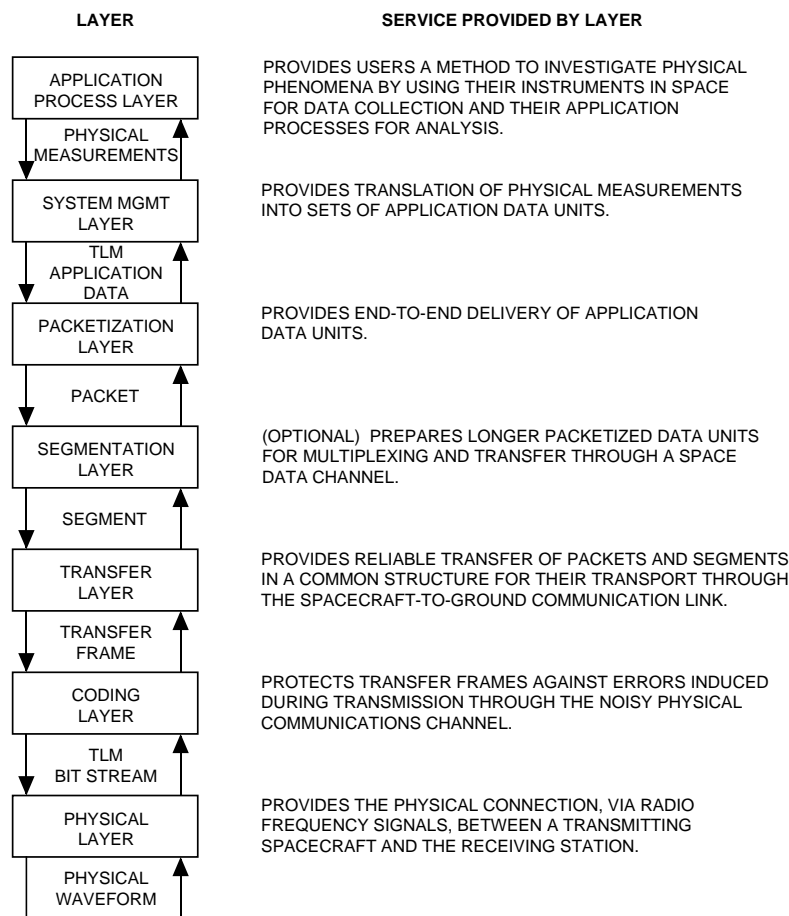 LAYER
SERVICE PROVIDED BY LAYER
APPLICATION
PROCESS LAYER
PROVIDES USERS A METHOD TO INVESTIGATE PHYSICAL
PHENOMENA BY USING THEIR INSTRUMENTS IN SPACE
FOR DATA COLLECTION AND THEIR APPLICATION
PROCESSES FOR ANALYSIS.
PHYSICAL
MEASUREMENTS
SYSTEM MGMT
LAYER
PROVIDES TRANSLATION OF PHYSICAL MEASUREMENTS
INTO SETS OF APPLICATION DATA UNITS.
TLM
APPLICATION
DATA
PACKETIZATION
LAYER
PROVIDES END-TO-END DELIVERY OF APPLICATION
DATA UNITS.
PACKET
SEGMENTATION
LAYER
(OPTIONAL) PREPARES LONGER PACKETIZED DATA UNITS
FOR MULTIPLEXING AND TRANSFER THROUGH A SPACE
DATA CHANNEL.
SEGMENT
TRANSFER
LAYER
PROVIDES RELIABLE TRANSFER OF PACKETS AND SEGMENTS
IN A COMMON STRUCTURE FOR THEIR TRANSPORT THROUGH
THE SPACECRAFT-TO-GROUND COMMUNICATION LINK.
TRANSFER
FRAME
CODING
LAYER
PROTECTS TRANSFER FRAMES AGAINST ERRORS INDUCED
DURING TRANSMISSION THROUGH THE NOISY PHYSICAL
COMMUNICATIONS CHANNEL.
TLM
BIT STREAM
PHYSICAL
LAYER
PROVIDES THE PHYSICAL CONNECTION, VIA RADIO
FREQUENCY SIGNALS, BETWEEN A TRANSMITTING
SPACECRAFT AND THE RECEIVING STATION.
PHYSICAL
WAVEFORM